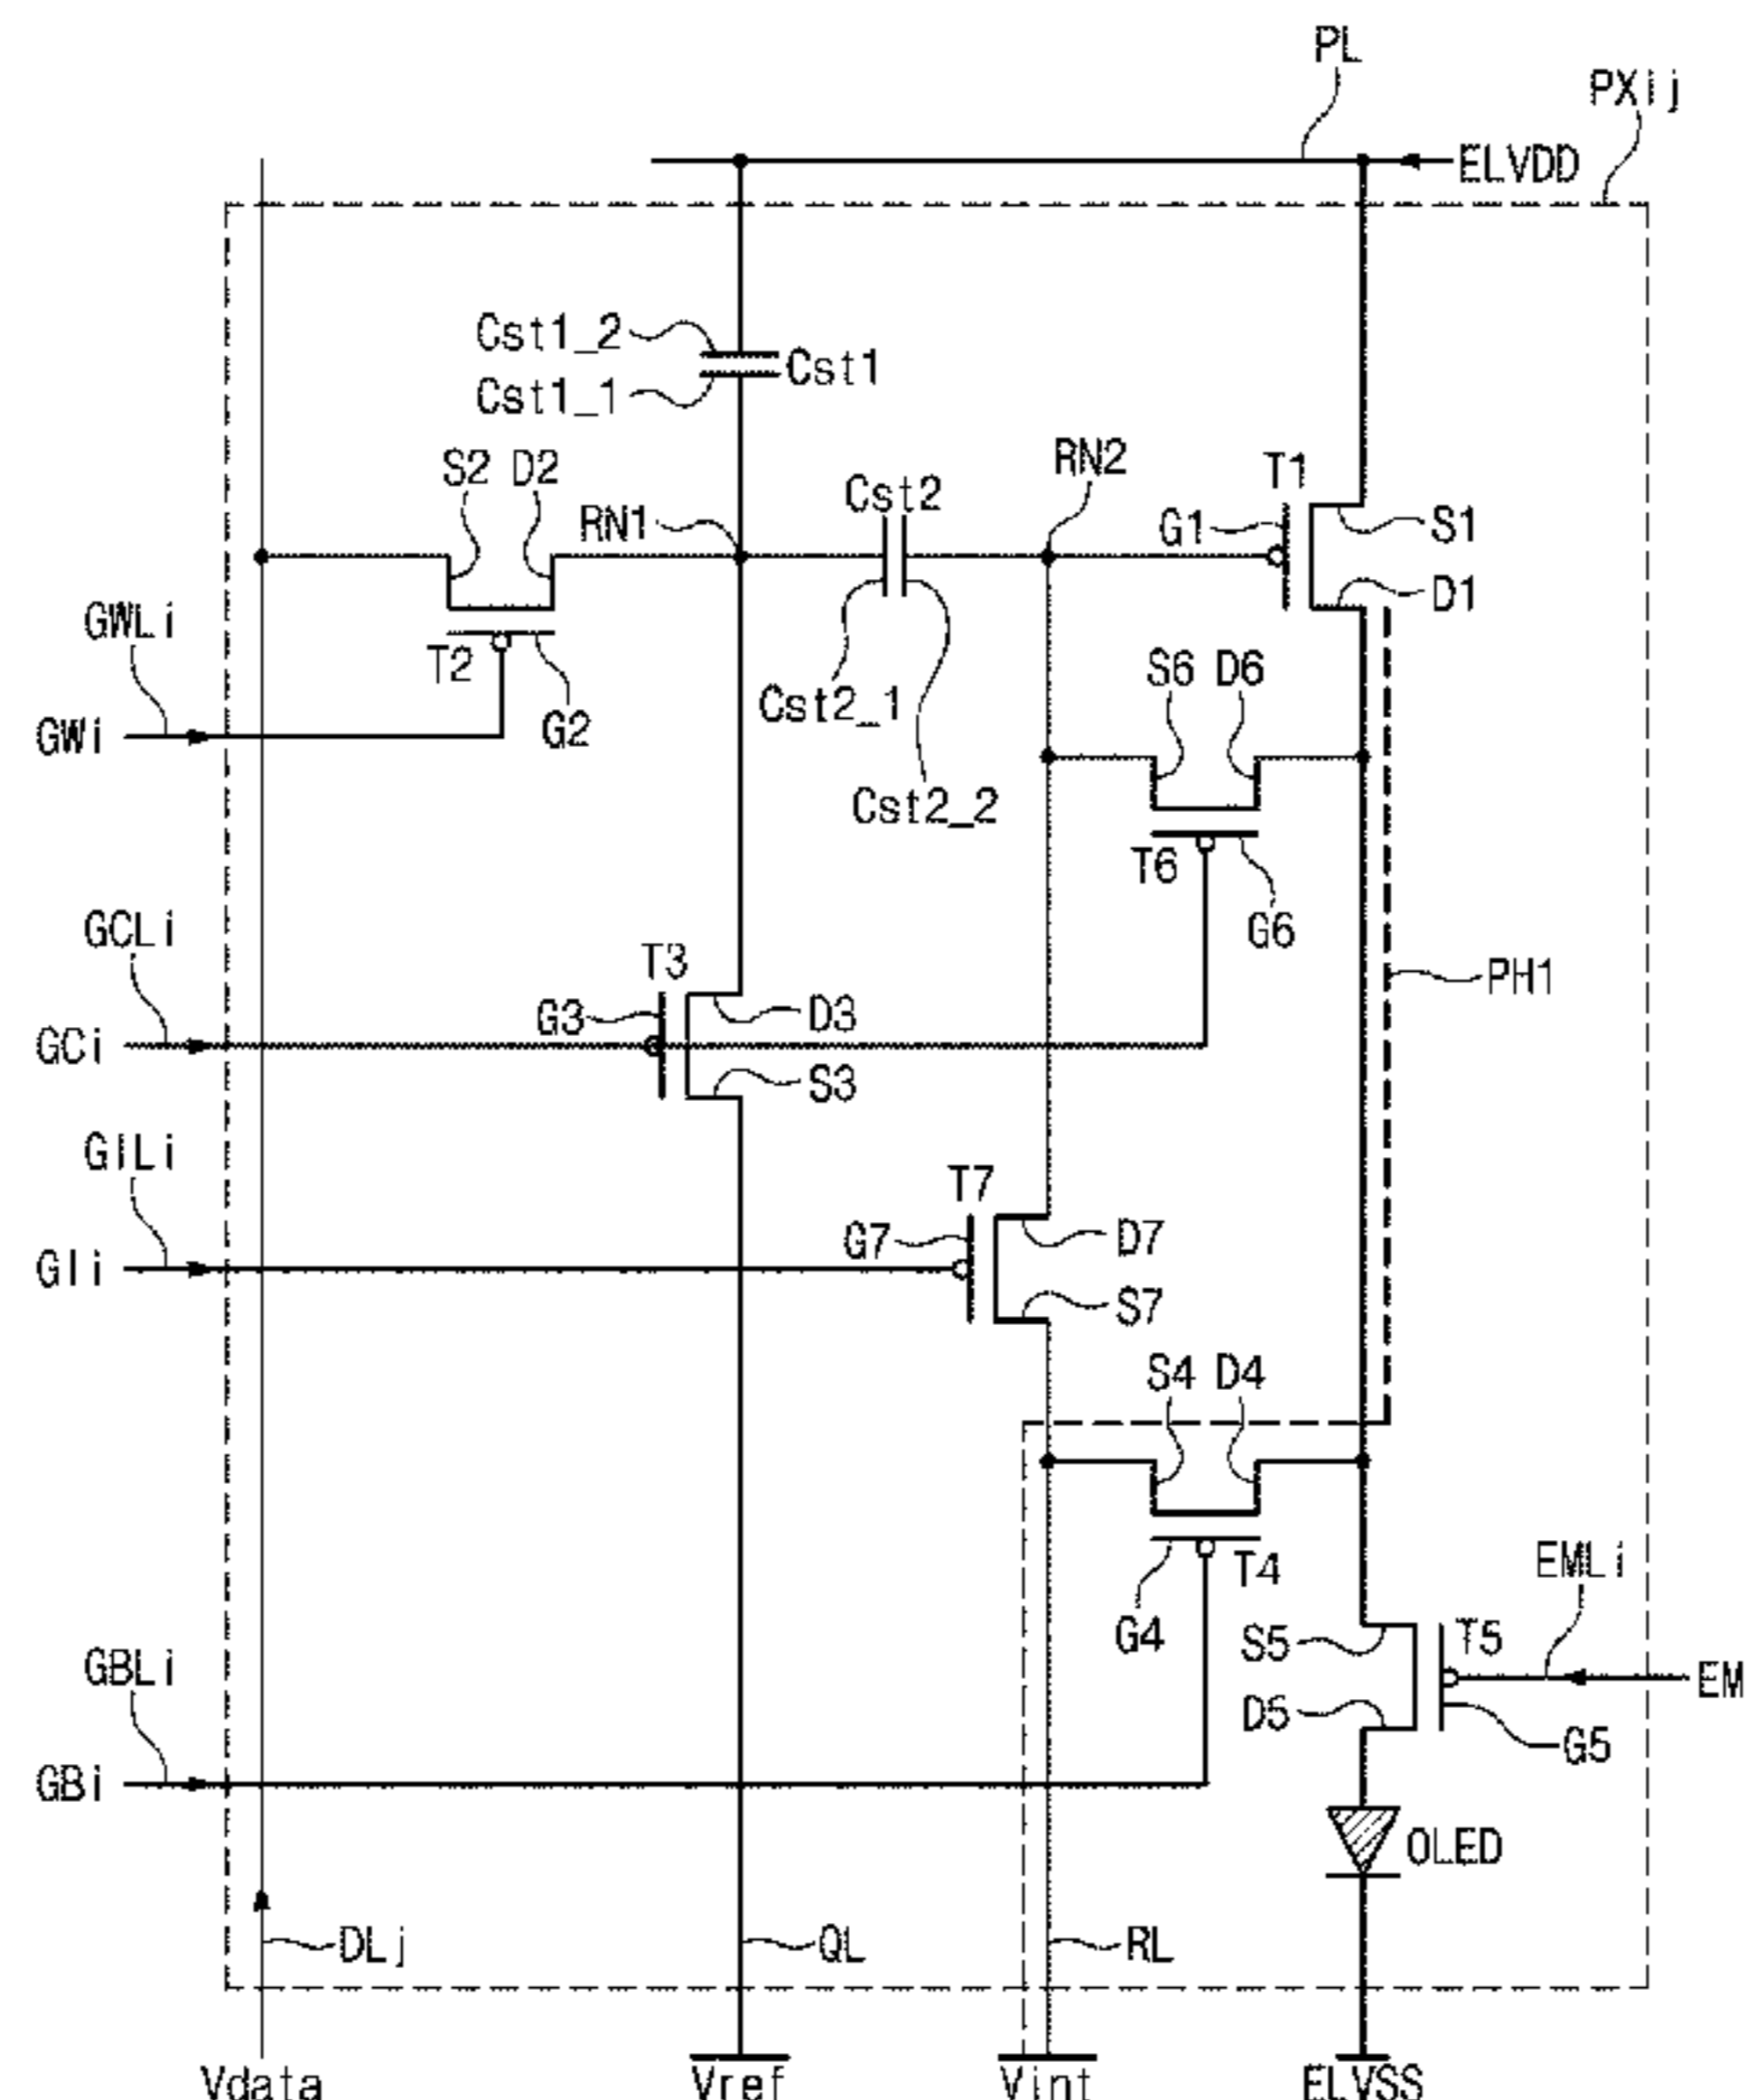 PL
PXij
ELVDD
Cst1_2
Cst1
Cst1_1
S2 D2
RN1
Cst2
RN2
T1
G1
S1
D1
GWLi
T2
G2
GWi
Cst2_1
Cst2_2
S6 D6
T6
G6
GCLi
T3
G3
D3
PH1
GCi
S3
GILi
T7
G7
D7
GIi
S7
S4 D4
T4
G4
EMLi
S5
T5
GBLi
EM
D5
G5
GBi
OLED
DLj
QL
RL
Vdata
Vref
Vint
ELVSS